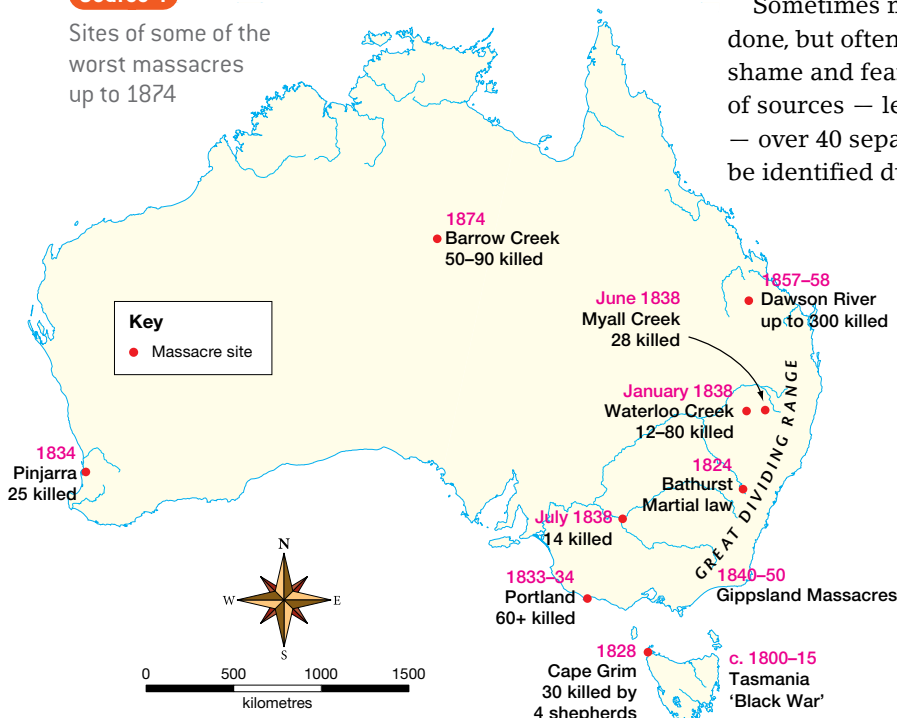 Sites of some of the
worst massacres
up to 1874
Sometimes
done, but often
shame and
of sources —
— over 40
be identified
1874
Barrow Creek
50–90 killed
1857–58
Dawson River
up to 300 killed
June 1838
Myall Creek
28 killed
Key
Massacre site
January 1838
Waterloo Creek
12–80 killed
GREAT DIVIDING RANGE
1834
Pinjarra
25 killed
1824
Bathurst
Martial law
July 1838
14 killed
1833–34
Portland
60+ killed
1840–50
Gippsland Massacres
N
W
E
S
1828
Cape Grim
30 killed by
4 shepherds
c. 1800–15
Tasmania
‘Black War’
0 500 1000 1500
kilometres